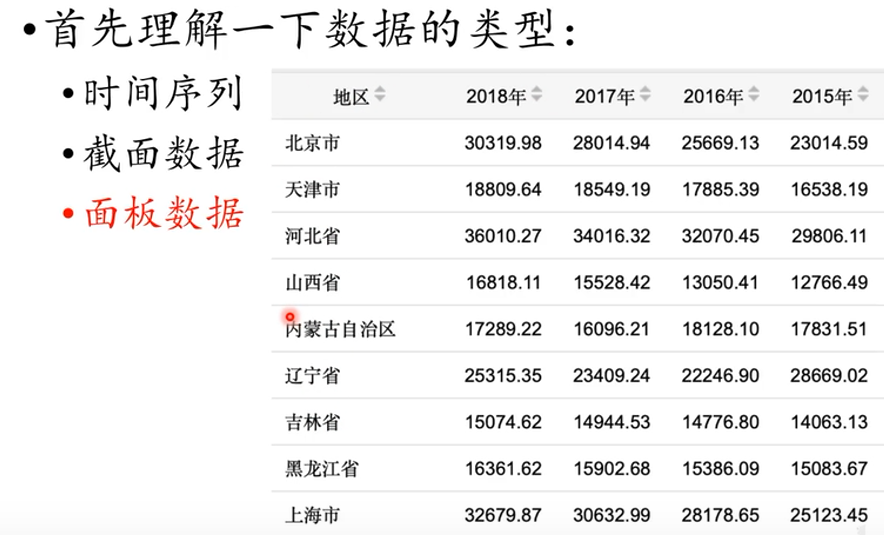 •首先理解一下数据的类型：
•时间序列
•截面数据
•面板数据
地区 2018年 2017年 2016年 2015年
北京市 30319.98 28014.94 25669.13 23014.59
天津市 18809.64 18549.19 17885.39 16538.19
河北省 36010.27 34016.32 32070.45 29806.11
山西省 16818.11 15528.42 13050.41 12766.49
内蒙古自治区 17289.22 16096.21 18128.10 17831.51
辽宁省 25315.35 23409.24 22246.90 28669.02
吉林省 15074.62 14944.53 14776.80 14063.13
黑龙江省 16361.62 15902.68 15386.09 15083.67
上海市 32679.87 30632.99 28178.65 25123.45